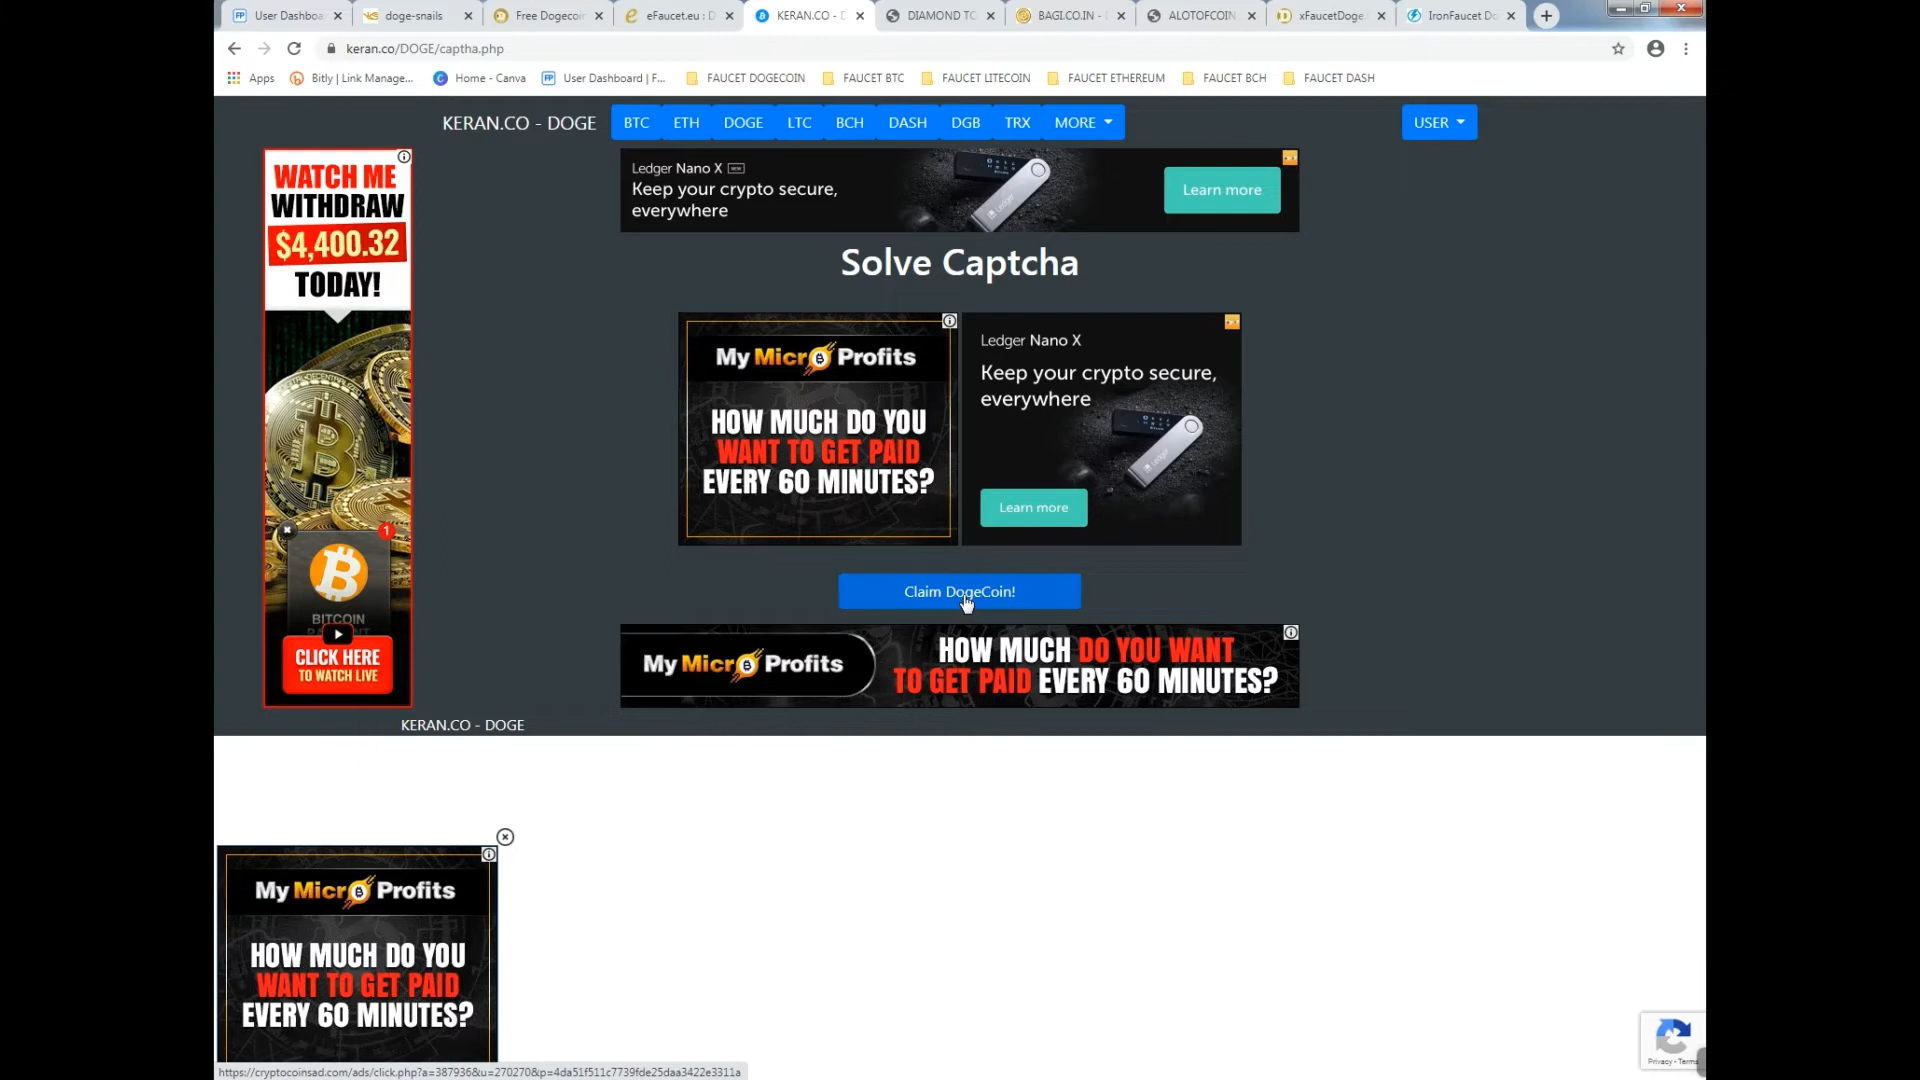 User Dashboa
doge-snails
Free Dogecoin
eFaucet.eu : D
KERAN.CO - D
DIAMOND TC
BAGI.CO.IN -
ALOTOFCOIN
xFaucetDoge.
IronFaucet Do
keran.co/DOGE/captha.php
Apps
Bitly | Link Manage...
Home - Canva
User Dashboard | F...
FAUCET DOGECOIN
FAUCET BTC
FAUCET LITECOIN
FAUCET ETHEREUM
FAUCET BCH
FAUCET DASH
KERAN.CO - DOGE
BTC
ETH
DOGE
LTC
BCH
DASH
DGB
TRX
MORE
USER
WATCH ME
WITHDRAW
$4,400.32
TODAY!
BITCOIN
CLICK HERE
TO WATCH LIVE
1
Ledger Nano X NEW
Keep your crypto secure,
everywhere
Learn more
Solve Captcha
My Micro Profits
HOW MUCH DO YOU
WANT TO GET PAID
EVERY 60 MINUTES?
Ledger Nano X
Keep your crypto secure,
everywhere
Learn more
Claim DogeCoin!
My Micro Profits
HOW MUCH DO YOU WANT
TO GET PAID EVERY 60 MINUTES?
KERAN.CO - DOGE
My Micro Profits
HOW MUCH DO YOU
WANT TO GET PAID
EVERY 60 MINUTES?
Privacy - Terms
https://cryptocoinsad.com/ads/click.php?a=387936&u=270270&p=4da51f511c7739fde25daa3422e3311a